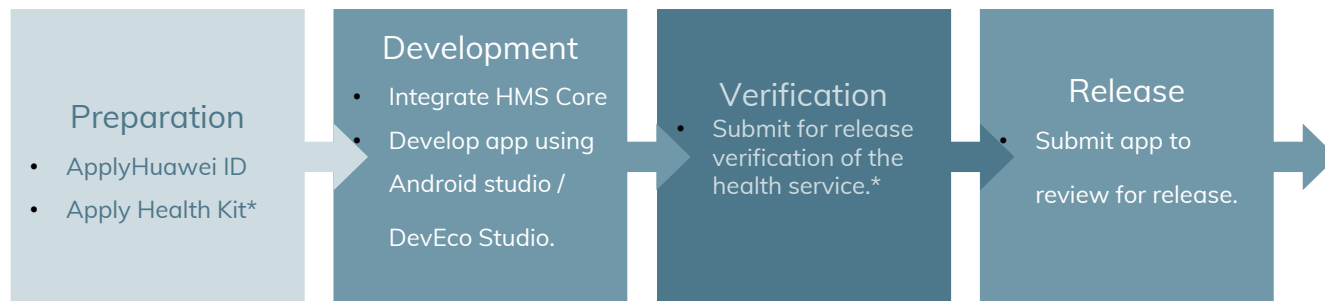 Preparation
• ApplyHuawei ID
• Apply Health Kit*
Development
• Integrate HMS Core
• Develop app using
Android studio /
DevEco Studio.
Verification
• Submit for release
verification of the
health service.*
Release
• Submit app to
review for release.